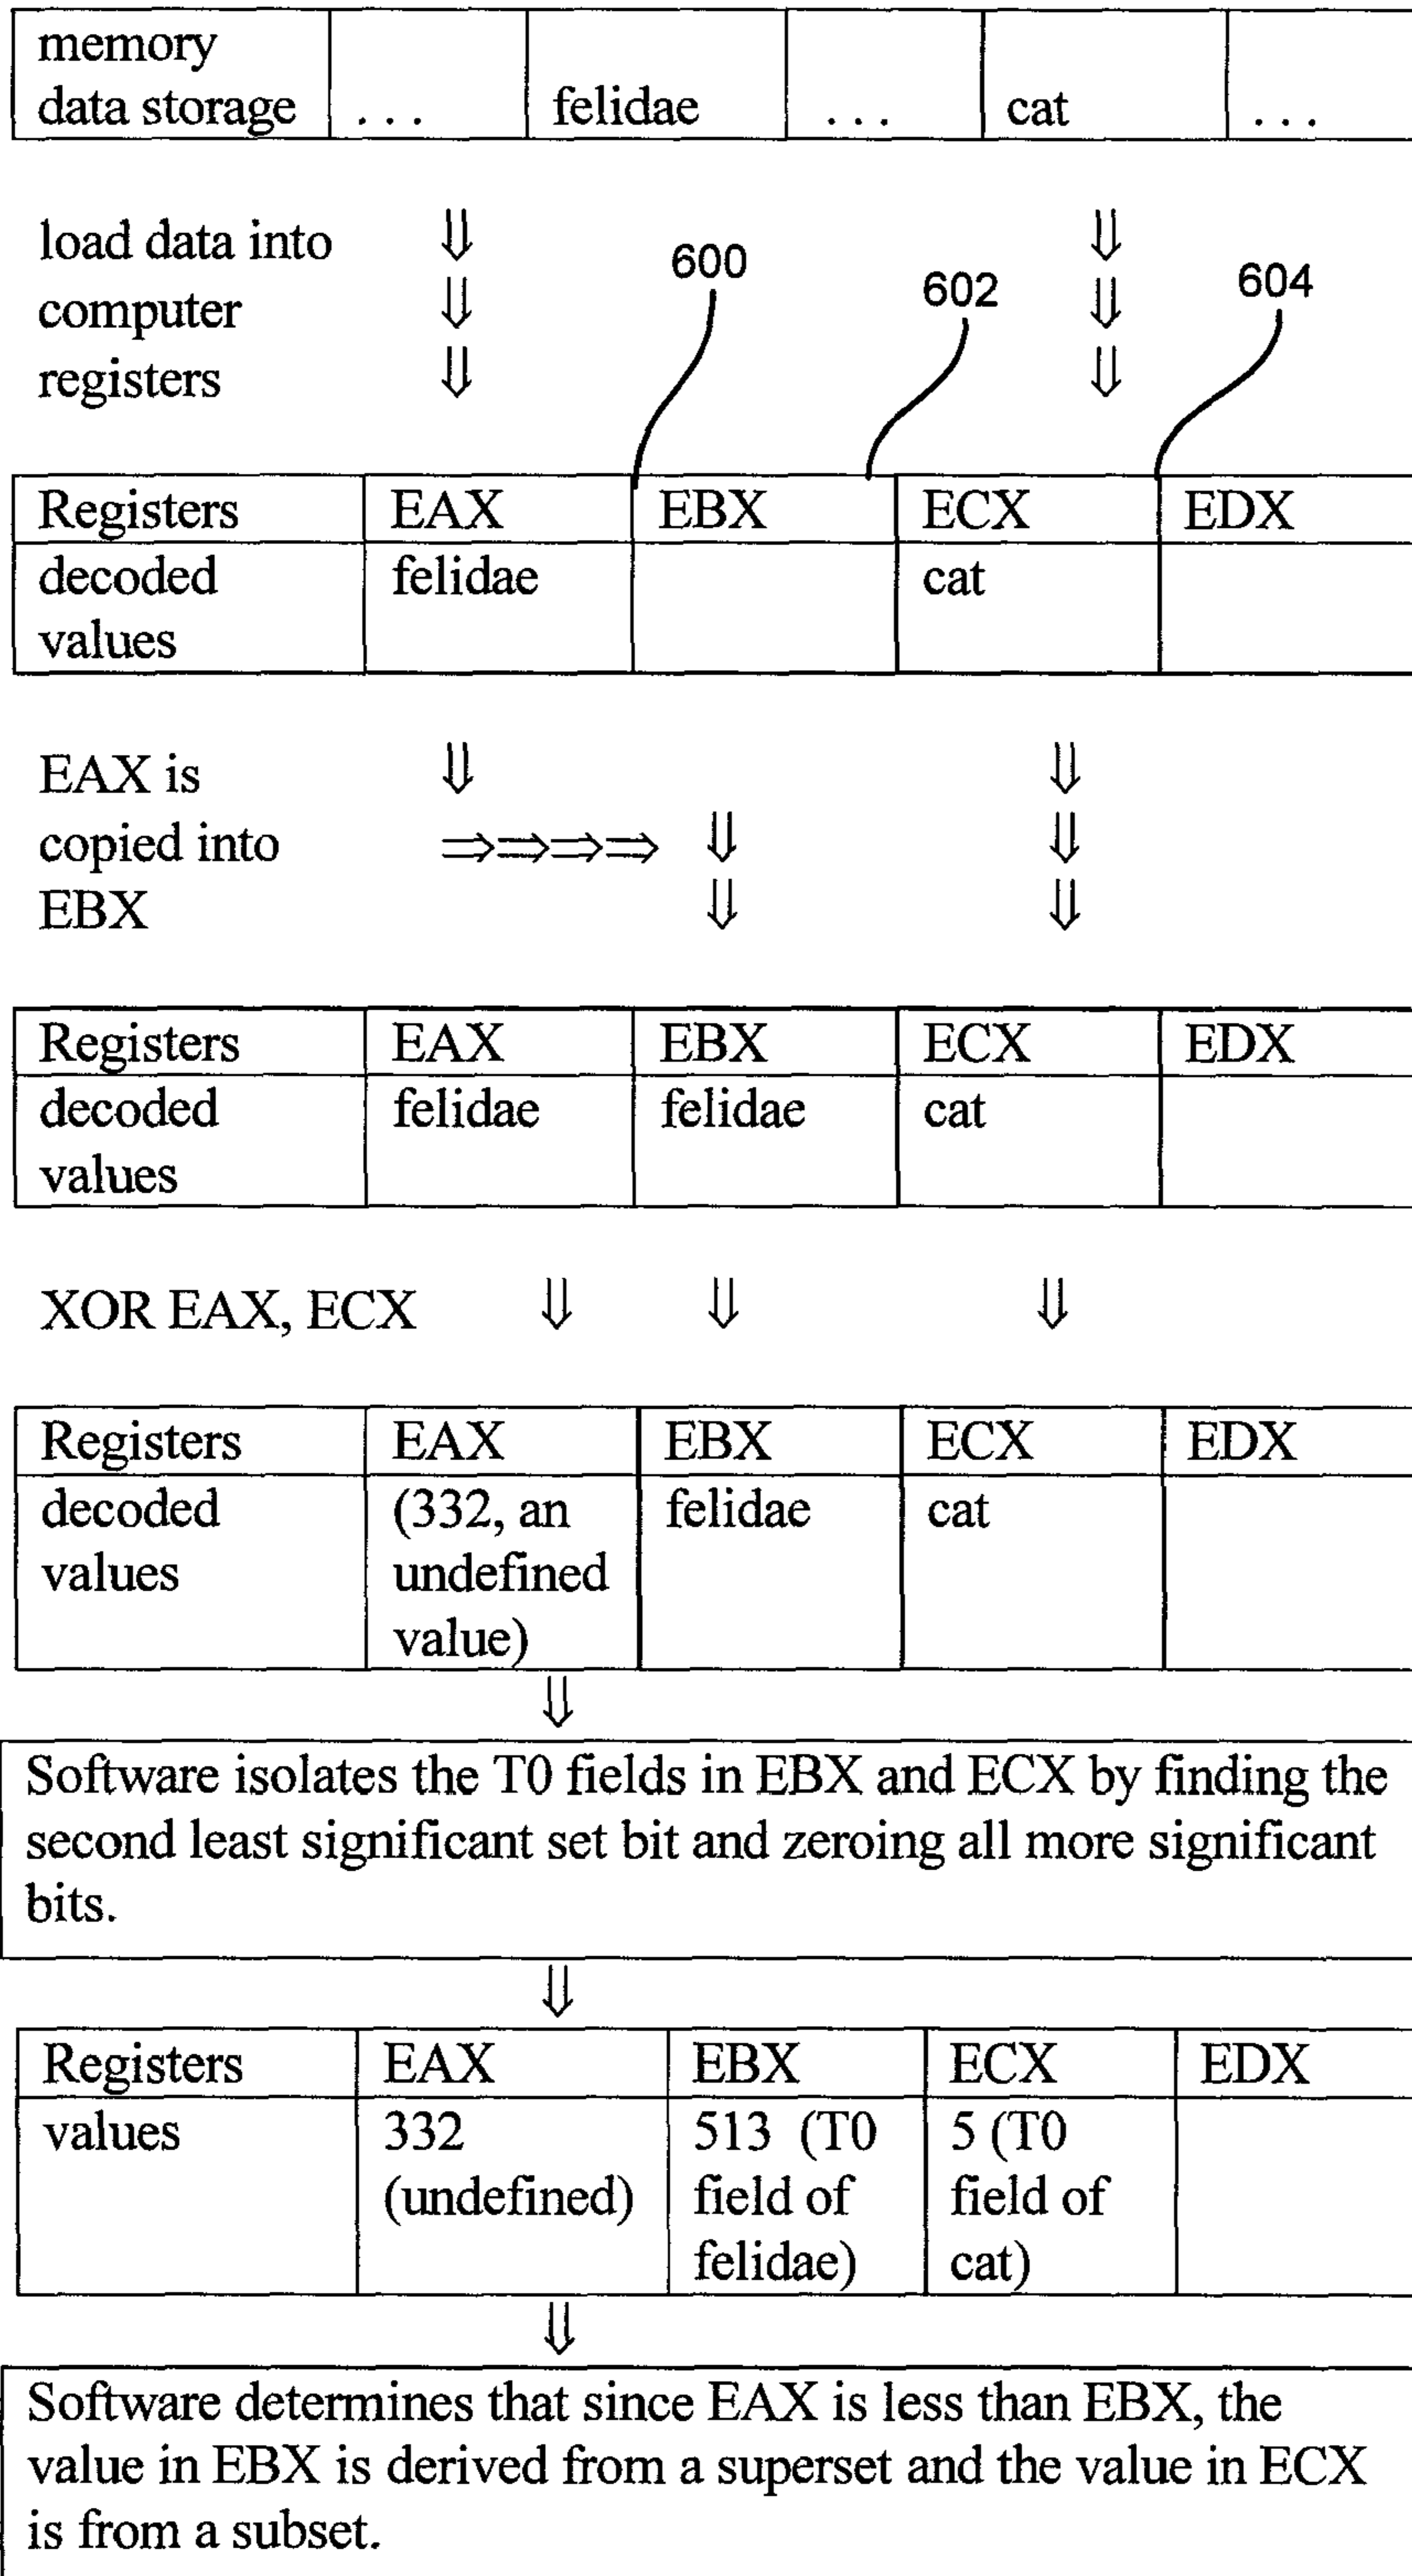 memory
data storage . . . felidae . . . cat . . .
load data into ⇓ ⇓
600
computer ⇓ 602 ⇓ 604
registers ⇓ ⇓
Registers EAX EBX ECX EDX
decoded felidae cat
values
EAX is ⇓ ⇓
copied into ⇒⇒⇒⇒ ⇓ ⇓
EBX ⇓ ⇓
Registers EAX EBX ECX EDX
decoded felidae felidae cat
values
XOR EAX, ECX ⇓ ⇓ ⇓
Registers EAX EBX ECX EDX
decoded (332, an felidae cat
values undefined
value)
⇓
Software isolates the T0 fields in EBX and ECX by finding the
second least significant set bit and zeroing all more significant
bits.
⇓
Registers EAX EBX ECX EDX
values 332 513 (T0 5 (T0
(undefined) field of field of
felidae) cat)
⇓
Software determines that since EAX is less than EBX, the
value in EBX is derived from a superset and the value in ECX
is from a subset.